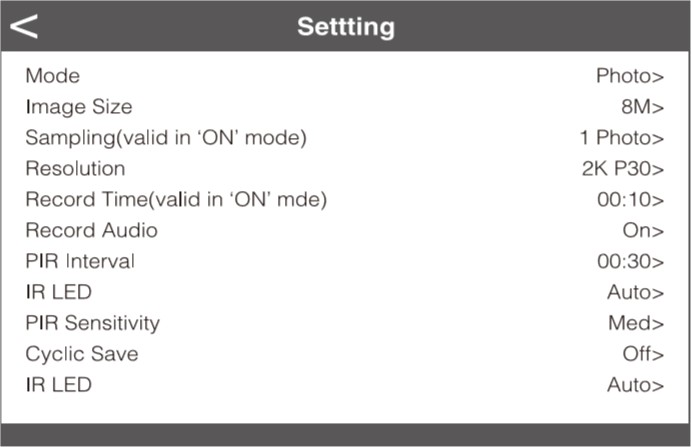 < Settting
Mode Photo>
Image Size 8M>
Sampling(valid in ‘ON’ mode) 1 Photo>
Resolution 2K P30>
Record Time(valid in ‘ON’ mde) 00:10>
Record Audio On>
PIR Interval 00:30>
IR LED Auto>
PIR Sensitivity Med>
Cyclic Save Off>
IR LED Auto>